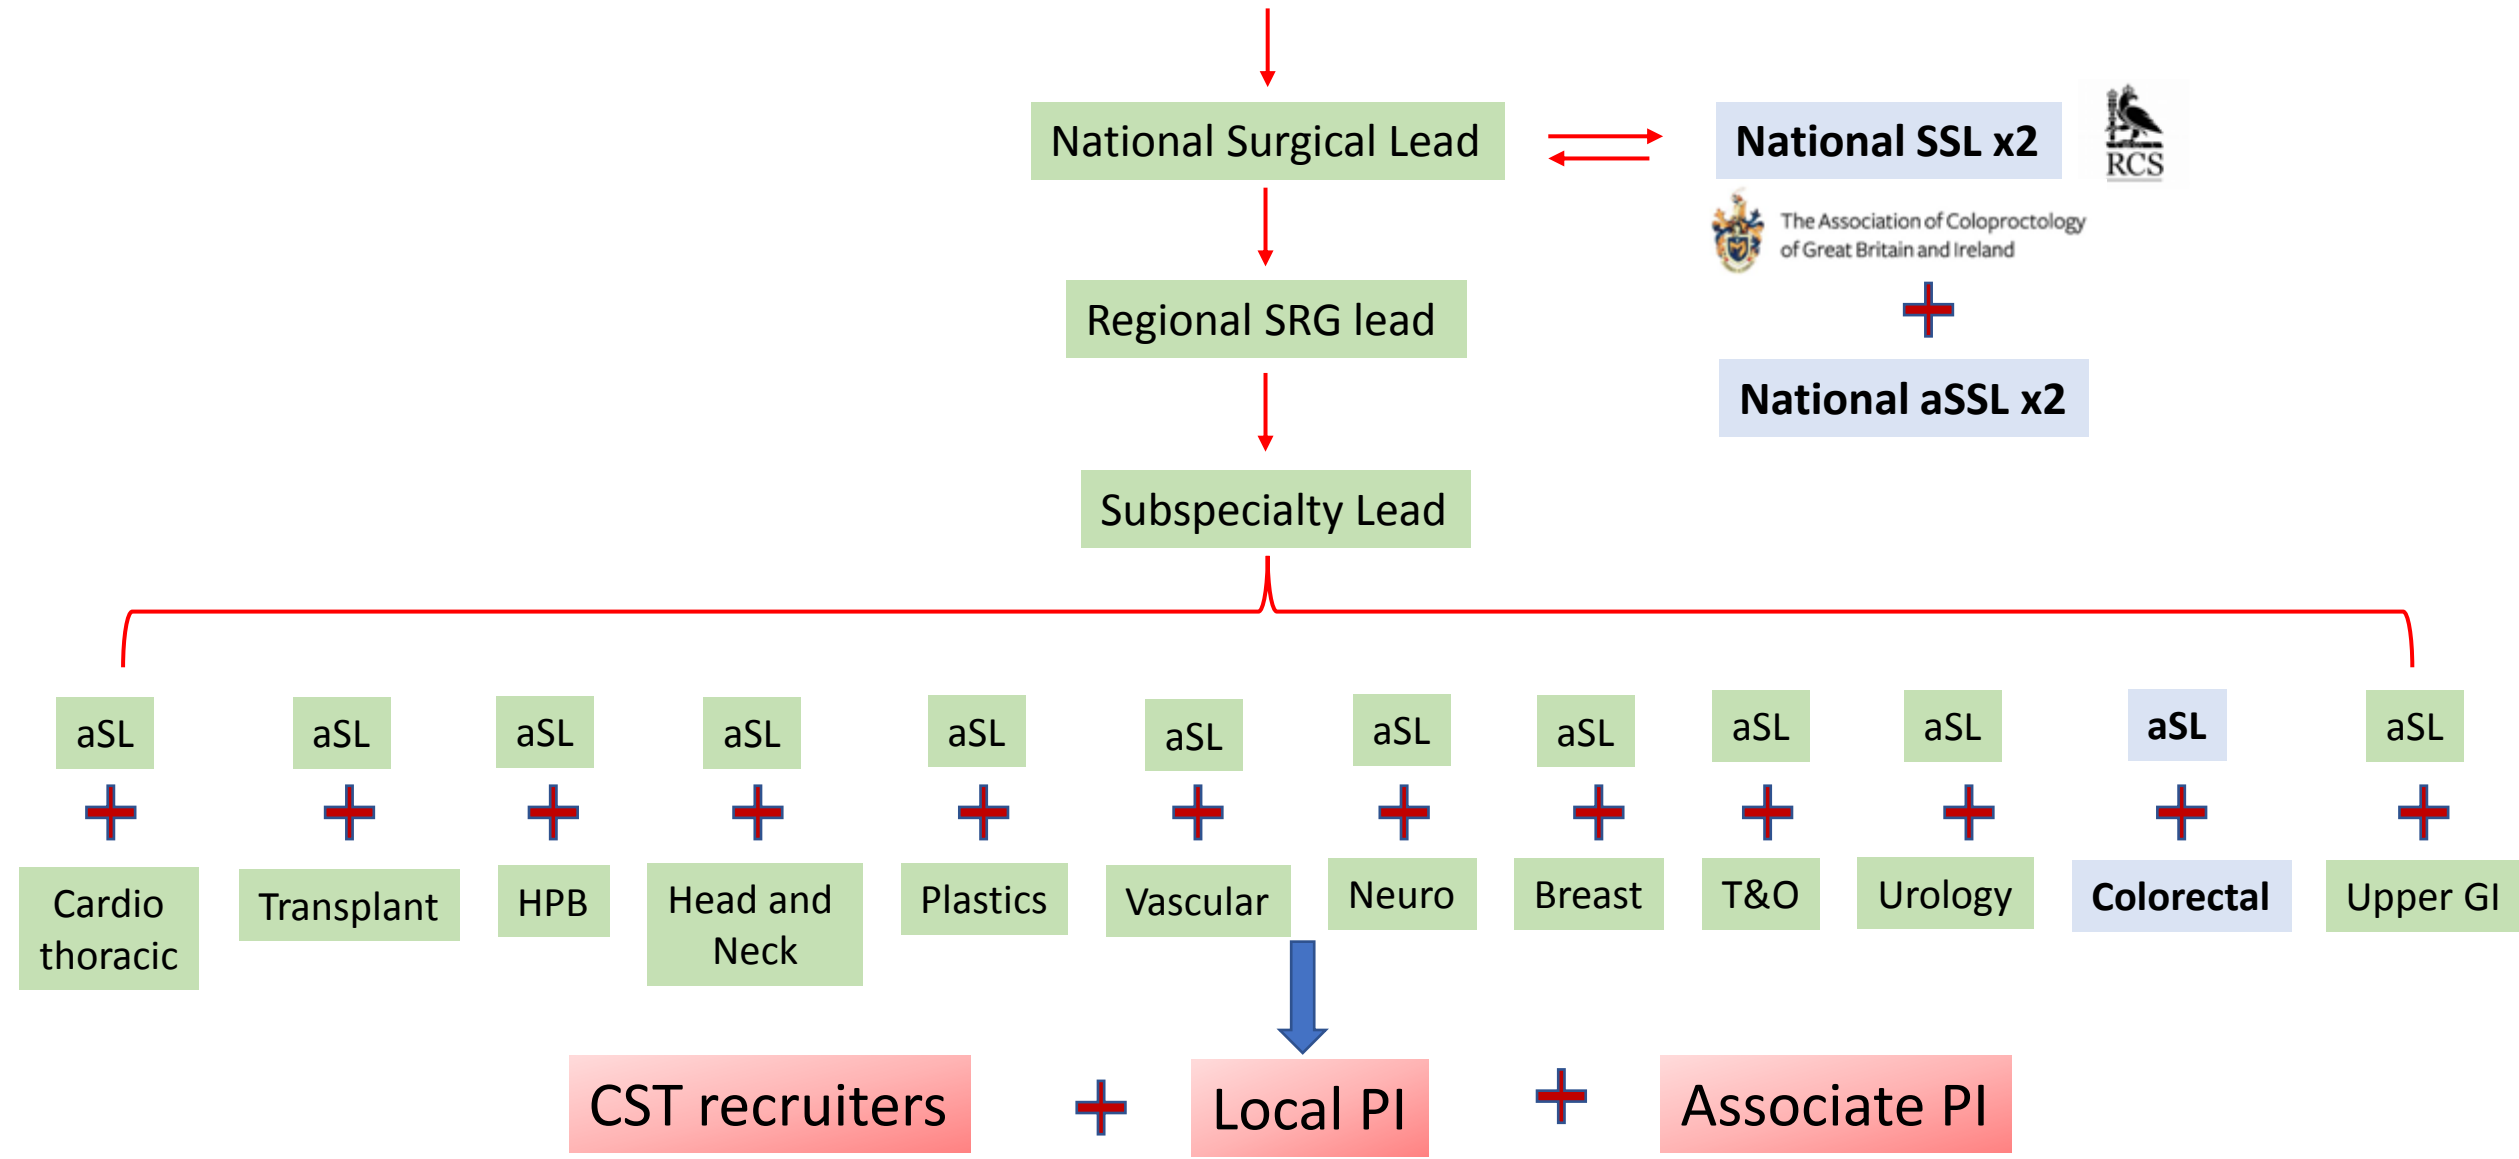 National Surgical Lead
National SSL x2
RCS
The Association of Coloproctology
of Great Britain and Ireland
Regional SRG lead
National aSSL x2
Subspecialty Lead
aSL
aSL
aSL
aSL
aSL
aSL
aSL
aSL
aSL
aSL
aSL
aSL
Cardio
thoracic
Transplant
HPB
Head and
Neck
Plastics
Vascular
Neuro
Breast
T&O
Urology
Colorectal
Upper GI
CST recruiters
Local PI
Associate PI